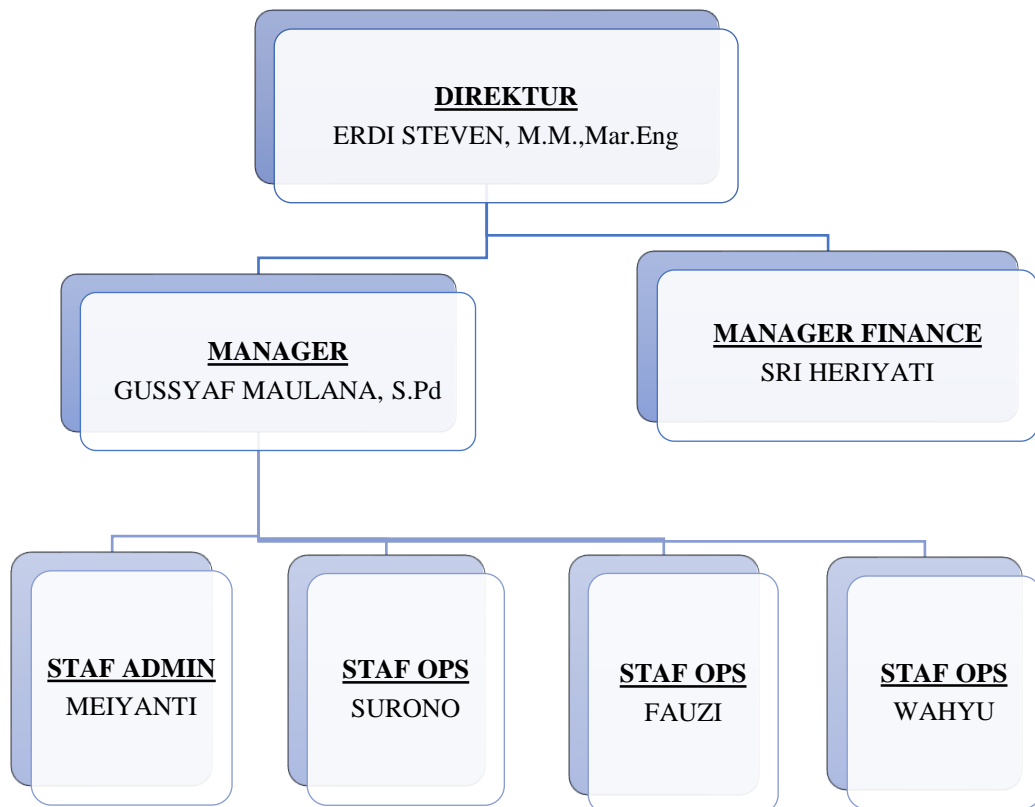 DIREKTUR
ERDI STEVEN, M.M.,Mar.Eng
MANAGER
GUSSYAF MAULANA, S.Pd
MANAGER FINANCE
SRI HERIYATI
STAF ADMIN
MEIYANTI
STAF OPS
SURONO
STAF OPS
FAUZI
STAF OPS
WAHYU